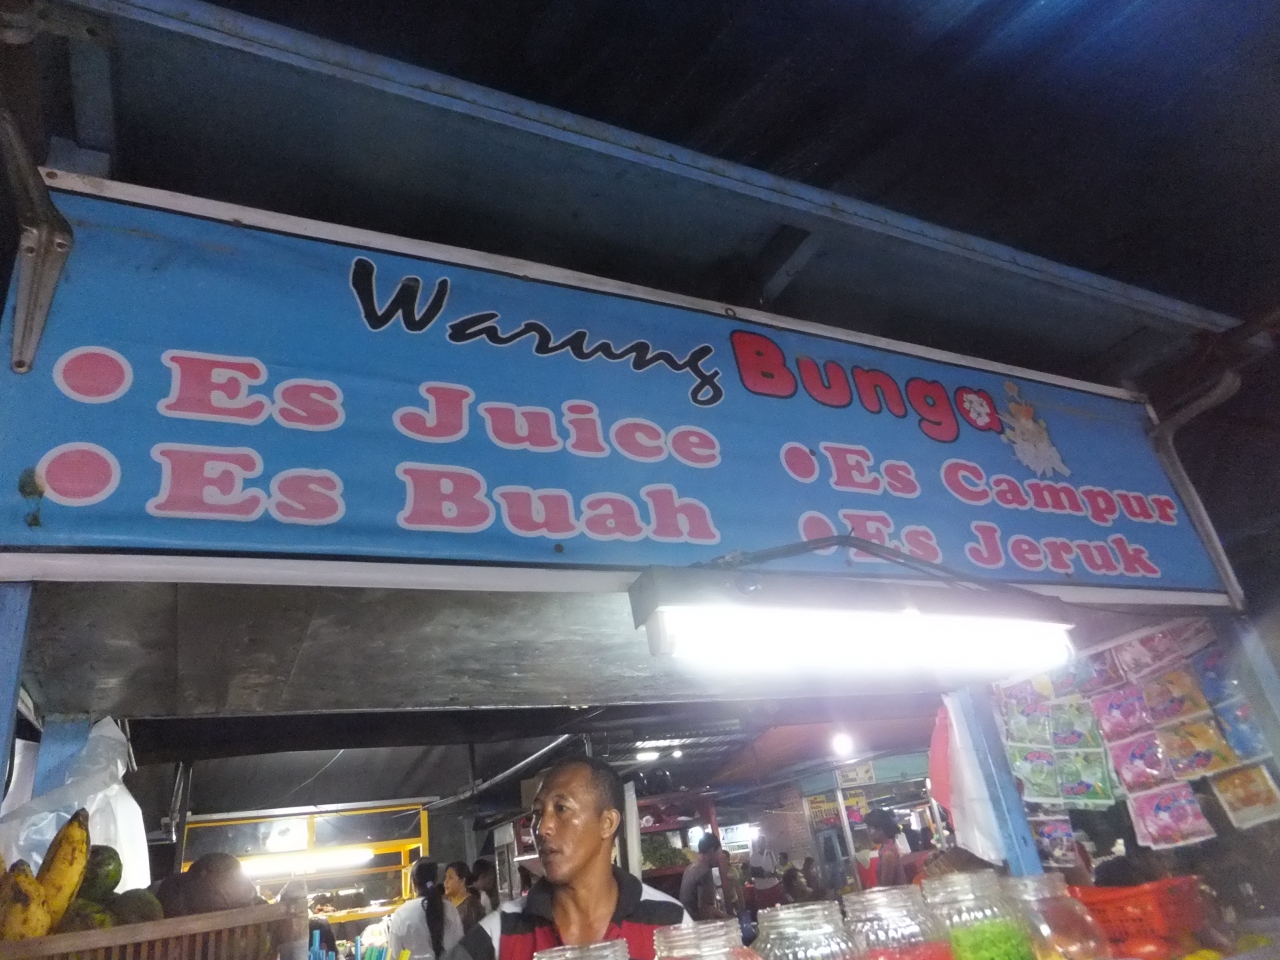 Warung Bunga
Es Juice
Es Buah
Es Campur
Es Jeruk